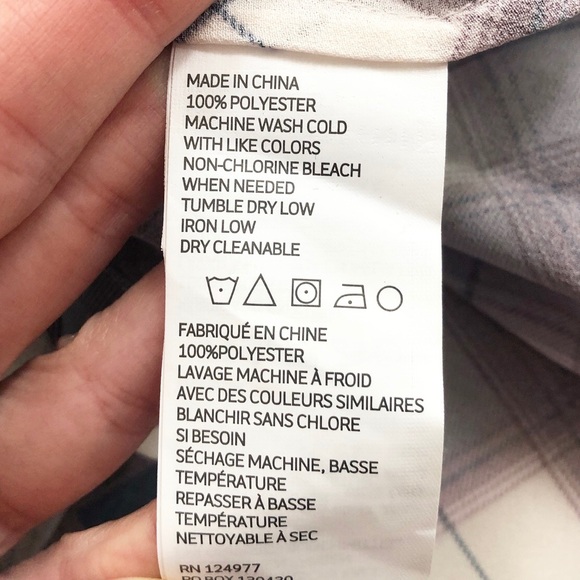 MADE IN CHINA
100% POLYESTER
MACHINE WASH COLD
WITH LIKE COLORS
NON-CHLORINE BLEACH
WHEN NEEDED
TUMBLE DRY LOW
IRON LOW
DRY CLEANABLE
FABRIQUÉ EN CHINE
100%POLYESTER
LAVAGE MACHINE À FROID
AVEC DES COULEURS SIMILAIRES
BLANCHIR SANS CHLORE
SI BESOIN
SÉCHAGE MACHINE, BASSE
TEMPÉRATURE
REPASSER À BASSE
TEMPÉRATURE
NETTOYABLE À SEC
RN 124977
PO BOX